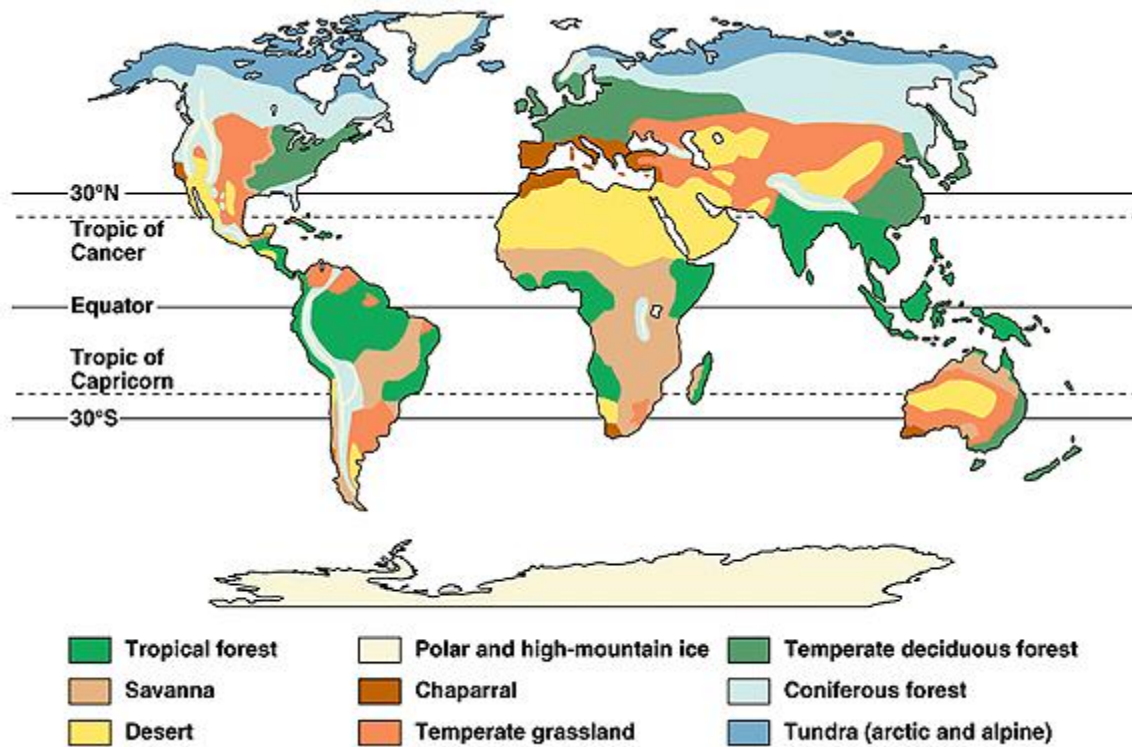 30°N
Tropic of
Cancer
Equator
Tropic of
Capricorn
30°S
Tropical forest
Polar and high-mountain ice
Temperate deciduous forest
Savanna
Chaparral
Coniferous forest
Desert
Temperate grassland
Tundra (arctic and alpine)